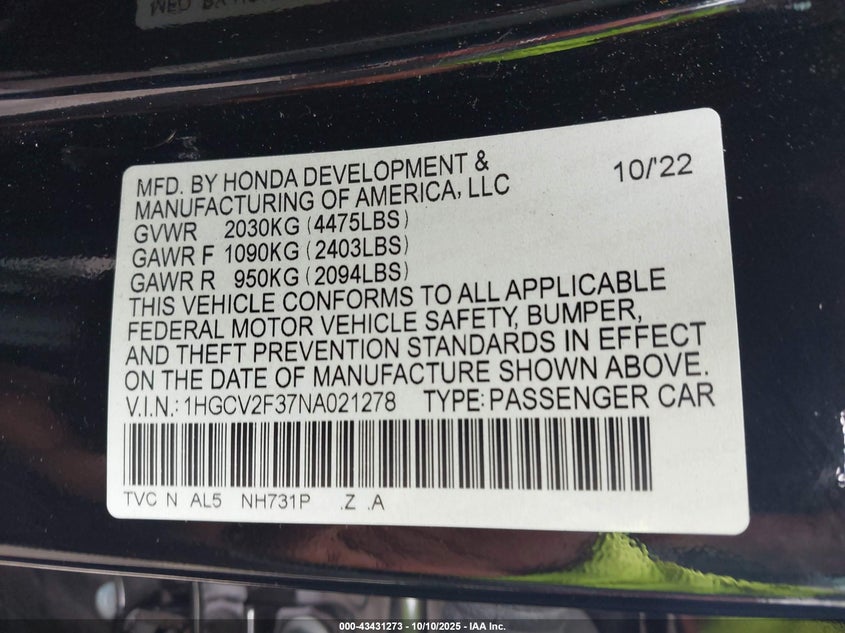 MFD. BY HONDA DEVELOPMENT &
MANUFACTURING OF AMERICA, LLC
10/'22
GVWR 2030KG (4475LBS)
GAWR F 1090KG (2403LBS)
GAWR R 950KG (2094LBS)
THIS VEHICLE CONFORMS TO ALL APPLICABLE
FEDERAL MOTOR VEHICLE SAFETY, BUMPER,
AND THEFT PREVENTION STANDARDS IN EFFECT
ON THE DATE OF MANUFACTURE SHOWN ABOVE.
V.I.N.: 1HGCV2F37NA021278 TYPE: PASSENGER CAR
TVC N AL5 NH731P .Z .A
000-43431273 - 10/10/2025 - IAA Inc.